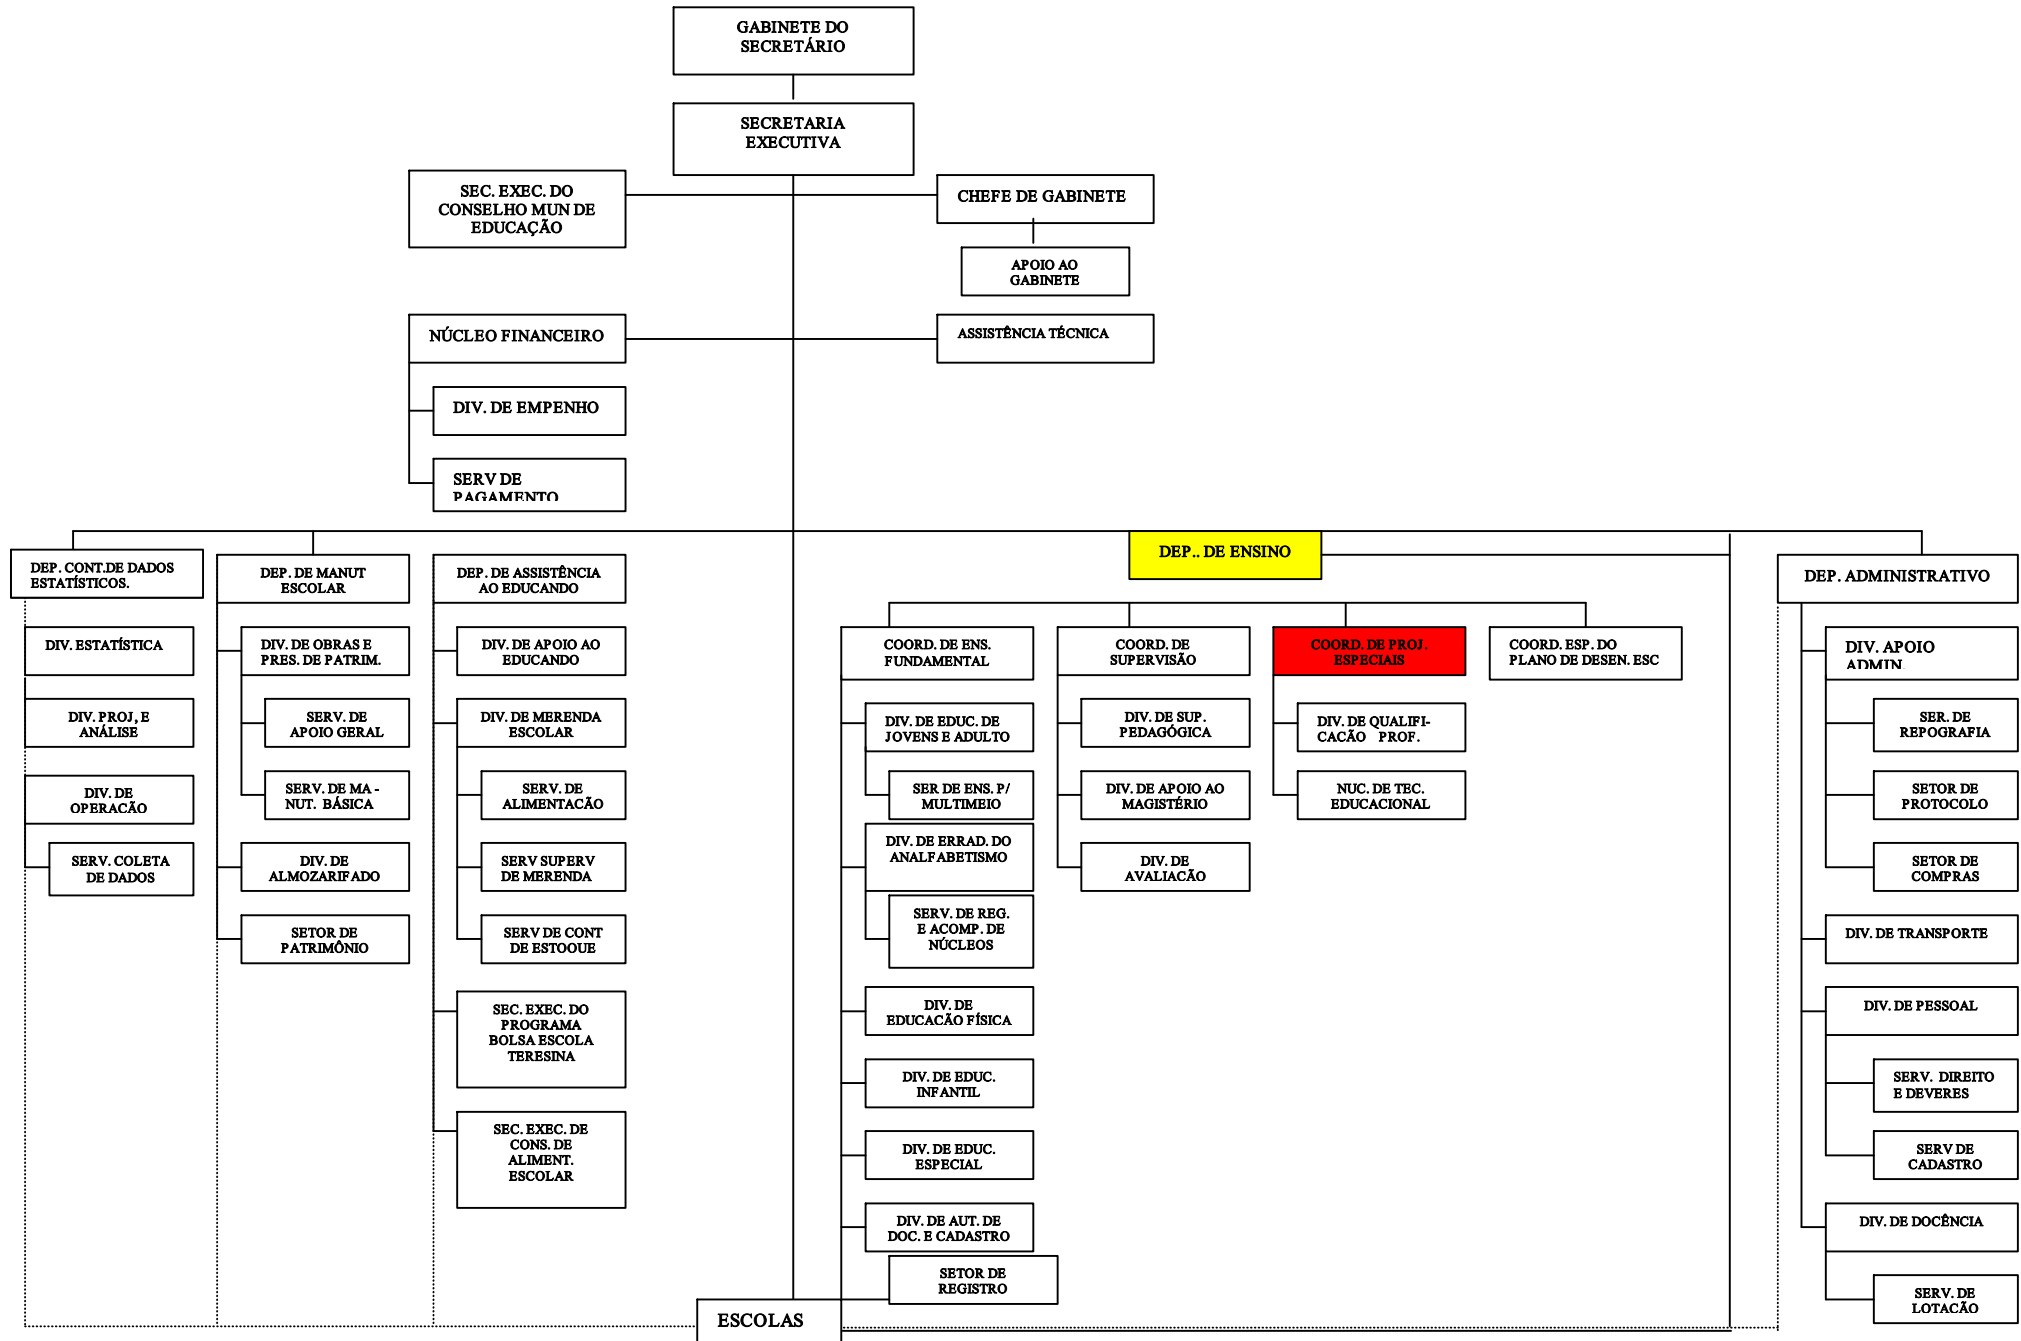 GABINETE DO
SECRETÁRIO
SECRETARIA
EXECUTIVA
SEC. EXEC. DO
CONSELHO MUN DE
EDUCAÇÃO
CHEFE DE GABINETE
APOIO AO
GABINETE
NÚCLEO FINANCEIRO
ASSISTÊNCIA TÉCNICA
DIV. DE EMPENHO
SERV DE
PAGAMENTO
DEP. CONT.DE DADOS
ESTATÍSTICOS.
DIV. ESTATÍSTICA
DIV. PROJ, E
ANÁLISE
DIV. DE
OPERACÃO
SERV. COLETA
DE DADOS
DEP. DE MANUT
ESCOLAR
DIV. DE OBRAS E
PRES. DE PATRIM.
SERV. DE
APOIO GERAL
SERV. DE MA -
NUT. BÁSICA
DIV. DE
ALMOZARIFADO
SETOR DE
PATRIMÔNIO
DEP. DE ASSISTÊNCIA
AO EDUCANDO
DIV. DE APOIO AO
EDUCANDO
DIV. DE MERENDA
ESCOLAR
SERV. DE
ALIMENTACÃO
SERV SUPERV
DE MERENDA
SERV DE CONT
DE ESTOQUE
SEC. EXEC. DO
PROGRAMA
BOLSA ESCOLA
TERESINA
SEC. EXEC. DE
CONS. DE
ALIMENT.
ESCOLAR
DEP.. DE ENSINO
COORD. DE ENS.
FUNDAMENTAL
DIV. DE EDUC. DE
JOVENS E ADULTO
SER DE ENS. P/
MULTIMEIO
DIV. DE ERRAD. DO
ANALFABETISMO
SERV. DE REG.
E ACOMP. DE
NÚCLEOS
DIV. DE
EDUCACÃO FÍSICA
DIV. DE EDUC.
INFANTIL
DIV. DE EDUC.
ESPECIAL
DIV. DE AUT. DE
DOC. E CADASTRO
SETOR DE
REGISTRO
COORD. DE
SUPERVISÃO
DIV. DE SUP.
PEDAGÓGICA
DIV. DE APOIO AO
MAGISTÉRIO
DIV. DE
AVALIACÃO
COORD. DE PROJ.
ESPECIAIS
DIV. DE QUALIFI-
CACÃO PROF.
NUC. DE TEC.
EDUCACIONAL
COORD. ESP. DO
PLANO DE DESEN. ESC
DEP. ADMINISTRATIVO
DIV. APOIO
ADMIN.
SER. DE
REPOGRAFIA
SETOR DE
PROTOCOLO
SETOR DE
COMPRAS
DIV. DE TRANSPORTE
DIV. DE PESSOAL
SERV. DIREITO
E DEVERES
SERV DE
CADASTRO
DIV. DE DOCÊNCIA
SERV. DE
LOTACÃO
ESCOLAS